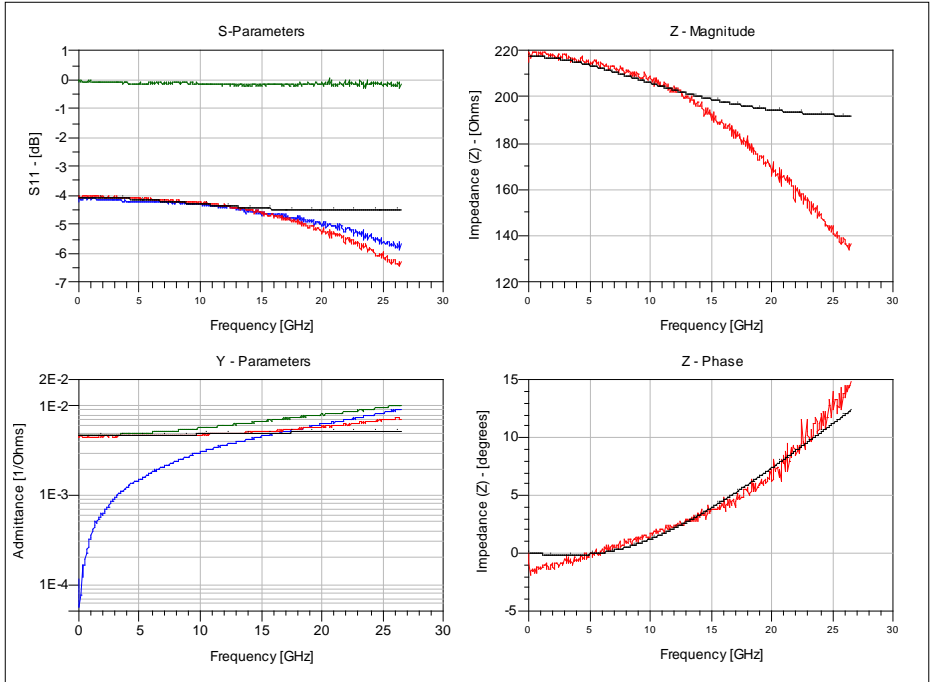 S-Parameters
1
0
-1
-2
-3
-4
-5
-6
-7
S11 - [dB]
0 5 10 15 20 25 30
Frequency [GHz]
Z - Magnitude
220
200
180
160
140
120
Impedance (Z) - [Ohms]
0 5 10 15 20 25 30
Frequency [GHz]
Y - Parameters
2E-2
1E-2
1E-3
1E-4
Admittance [1/Ohms]
0 5 10 15 20 25 30
Frequency [GHz]
Z - Phase
15
10
5
0
-5
Impedance (Z) - [degrees]
0 5 10 15 20 25 30
Frequency [GHz]